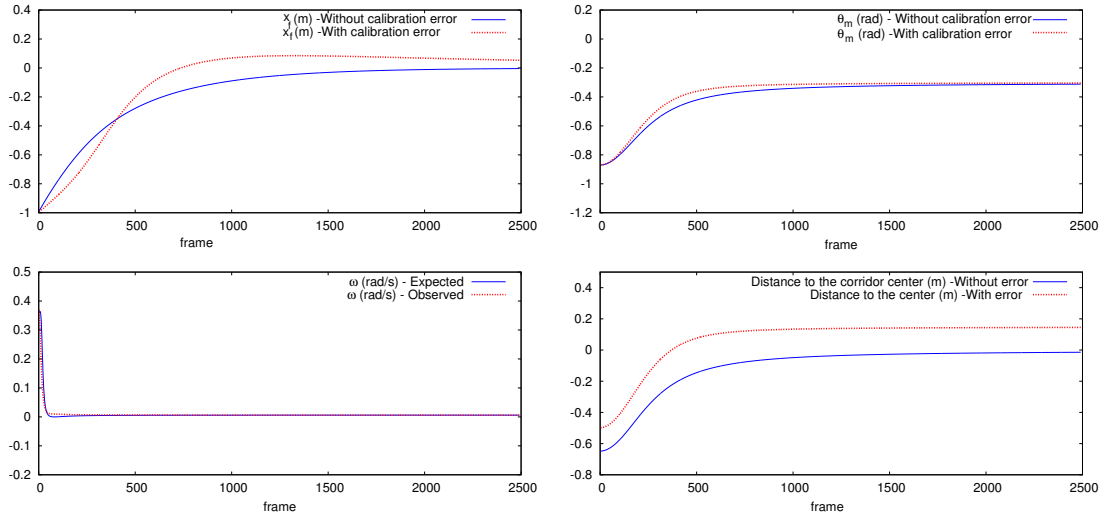 x_f (m) -Without calibration error
x_f (m) -With calibration error
0.4
0.2
0
-0.2
-0.4
-0.6
-0.8
-1
0 500 1000 1500 2000 2500
frame
θ_m (rad) - Without calibration error
θ_m (rad) -With calibration error
0.4
0.2
0
-0.2
-0.4
-0.6
-0.8
-1
-1.2
0 500 1000 1500 2000 2500
frame
ω (rad/s) - Expected
ω (rad/s) - Observed
0.5
0.4
0.3
0.2
0.1
0
-0.1
-0.2
0 500 1000 1500 2000 2500
frame
Distance to the corridor center (m) -Without error
Distance to the center (m) -With error
0.4
0.2
0
-0.2
-0.4
-0.6
-0.8
0 500 1000 1500 2000 2500
frame